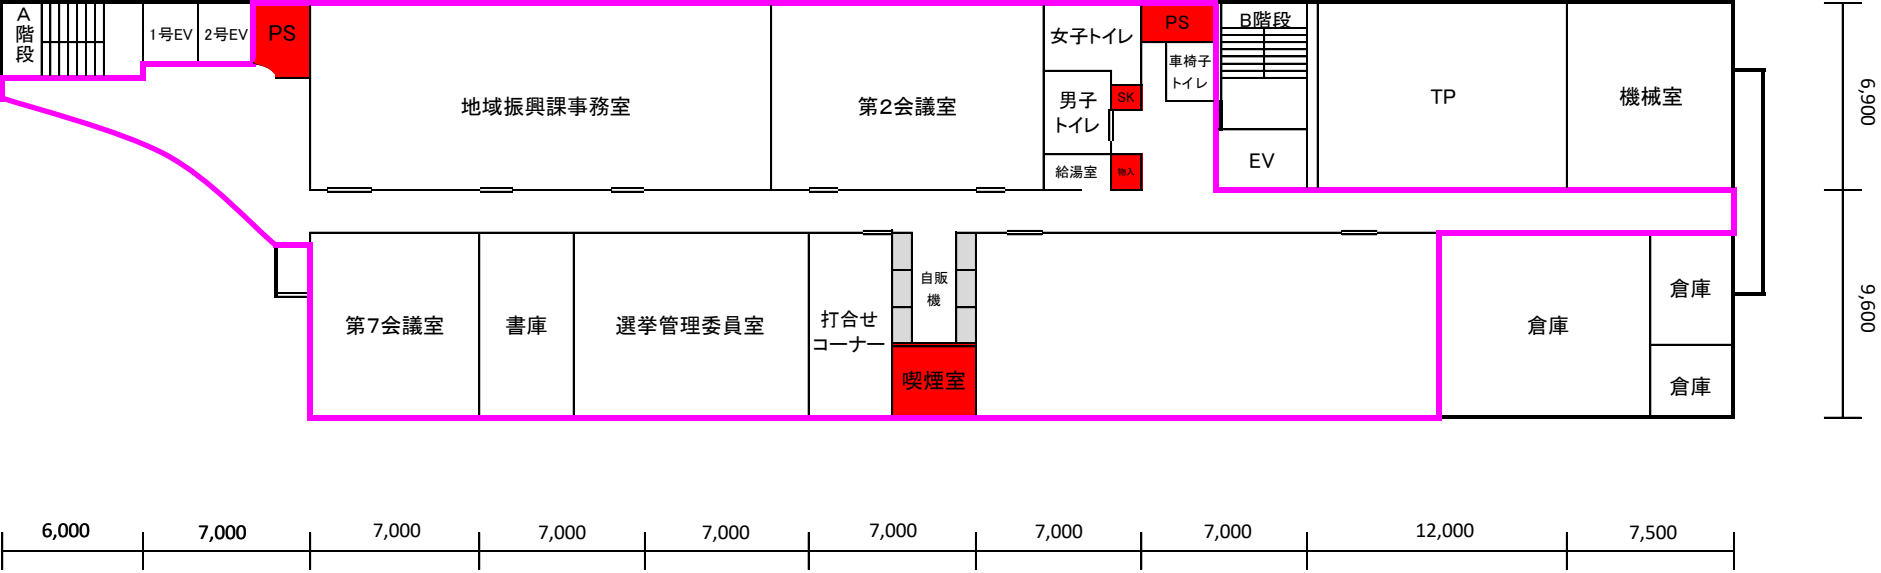 A
階
段
1号EV
2号EV
PS
地域振興課事務室
第2会議室
女子トイレ
男子
トイレ
給湯室
SK
物入
PS
車椅子
トイレ
B階段
EV
TP
機械室
6,900
第7会議室
書庫
選挙管理委員室
打合せ
コーナー
自販
機
喫煙室
倉庫
倉庫
倉庫
9,600
6,000
7,000
7,000
7,000
7,000
7,000
7,000
7,000
12,000
7,500